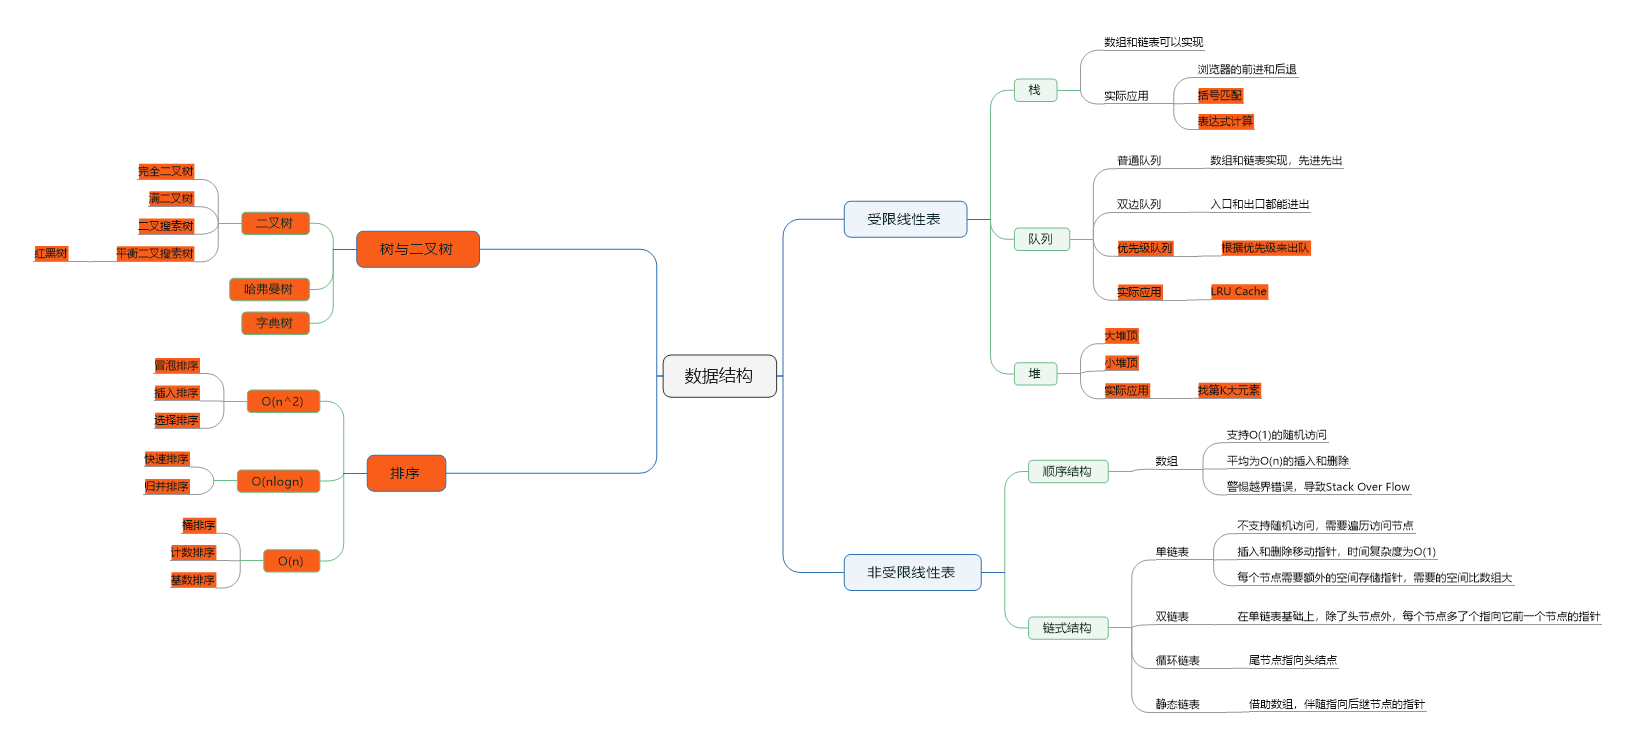 数据结构
受限线性表
栈
数组和链表可以实现
实际应用
浏览器的前进和后退
括号匹配
表达式计算
队列
普通队列
数组和链表实现，先进先出
双边队列
入口和出口都能进出
优先级队列
根据优先级来出队
实际应用
LRU Cache
堆
大堆顶
小堆顶
实际应用
找第K大元素
非受限线性表
顺序结构
数组
支持O(1)的随机访问
平均为O(n)的插入和删除
警惕越界错误，导致Stack Over Flow
链式结构
单链表
不支持随机访问，需要遍历访问节点
插入和删除移动指针，时间复杂度为O(1)
每个节点需要额外的空间存储指针，需要的空间比数组大
双链表
在单链表基础上，除了头节点外，每个节点多了个指向它前一个节点的指针
循环链表
尾节点指向头结点
静态链表
借助数组，伴随指向后继节点的指针
树与二叉树
二叉树
完全二叉树
满二叉树
二叉搜索树
平衡二叉搜索树
红黑树
哈弗曼树
字典树
排序
O(n^2)
冒泡排序
插入排序
选择排序
O(nlogn)
快速排序
归并排序
O(n)
桶排序
计数排序
基数排序